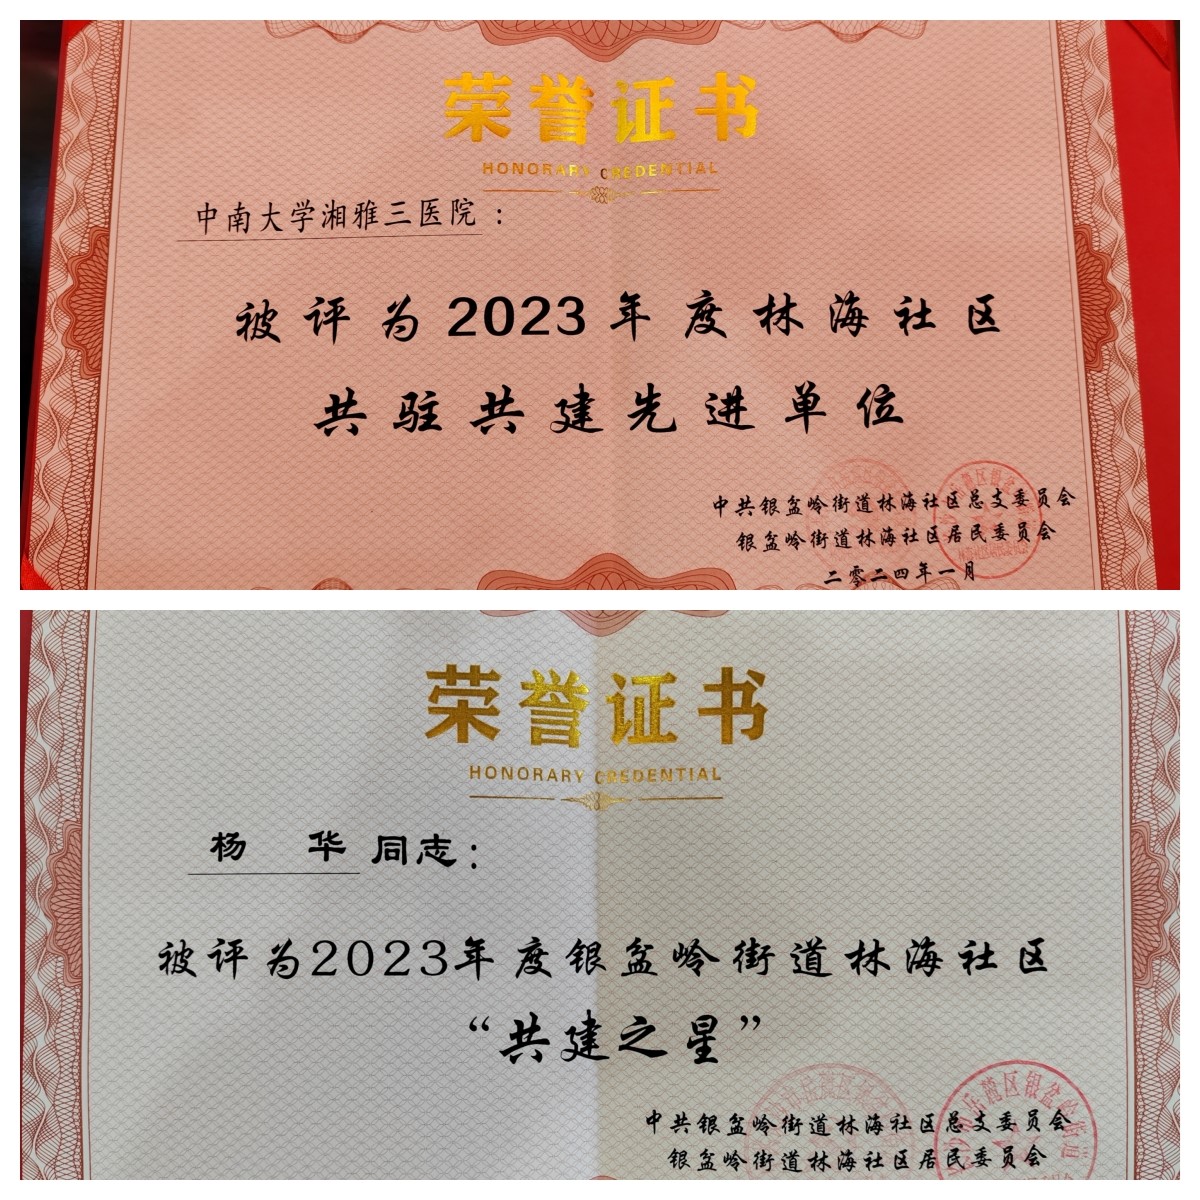 荣誉证书
HONORARY CREDENTIAL
中南大学湘雅三医院：
被评为2023年度林海社区
共驻共建先进单位
中共银盆岭街道林海社区总支委员会
银盆岭街道林海社区居民委员会
二零二四年一月
荣誉证书
HONORARY CREDENTIAL
杨 华 同志：
被评为2023年度银盆岭街道林海社区
“共建之星”
中共银盆岭街道林海社区总支委员会
银盆岭街道林海社区居民委员会